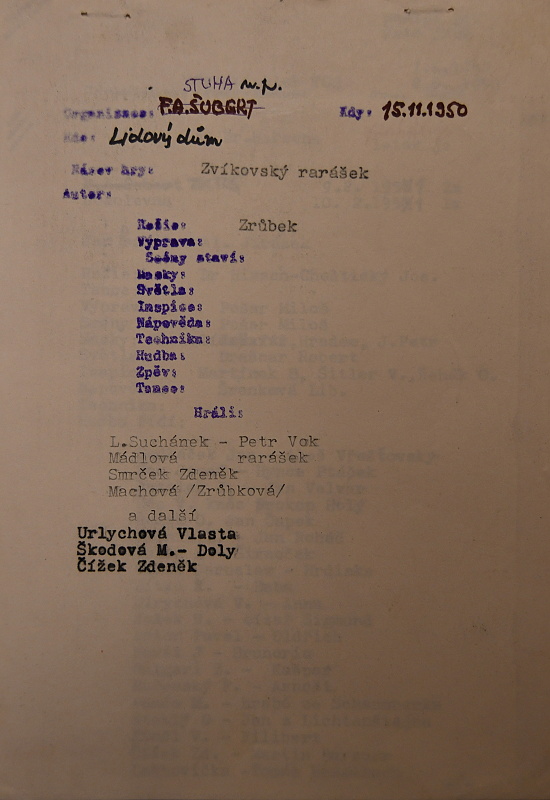 STUHA n.p.
Organisace: F.A.ŠUBERT Kdy: 15.11.1950
Kde: Lidový dům
Název hry: Zvíkovský rarášek
Autor:
Režie: Zrůbek
Výprava:
Scény staví:
Masky:
Světla:
Inspice:
Nápověda:
Technika:
Hudba:
Zpěv:
Tance:
Hráli:
L.Suchánek - Petr Vok
Mádlová rarášek
Smrček Zdeněk
Machová /Zrůbková/
a další
Urlychová Vlasta
Škodová M.- Doly
Čížek Zdeněk